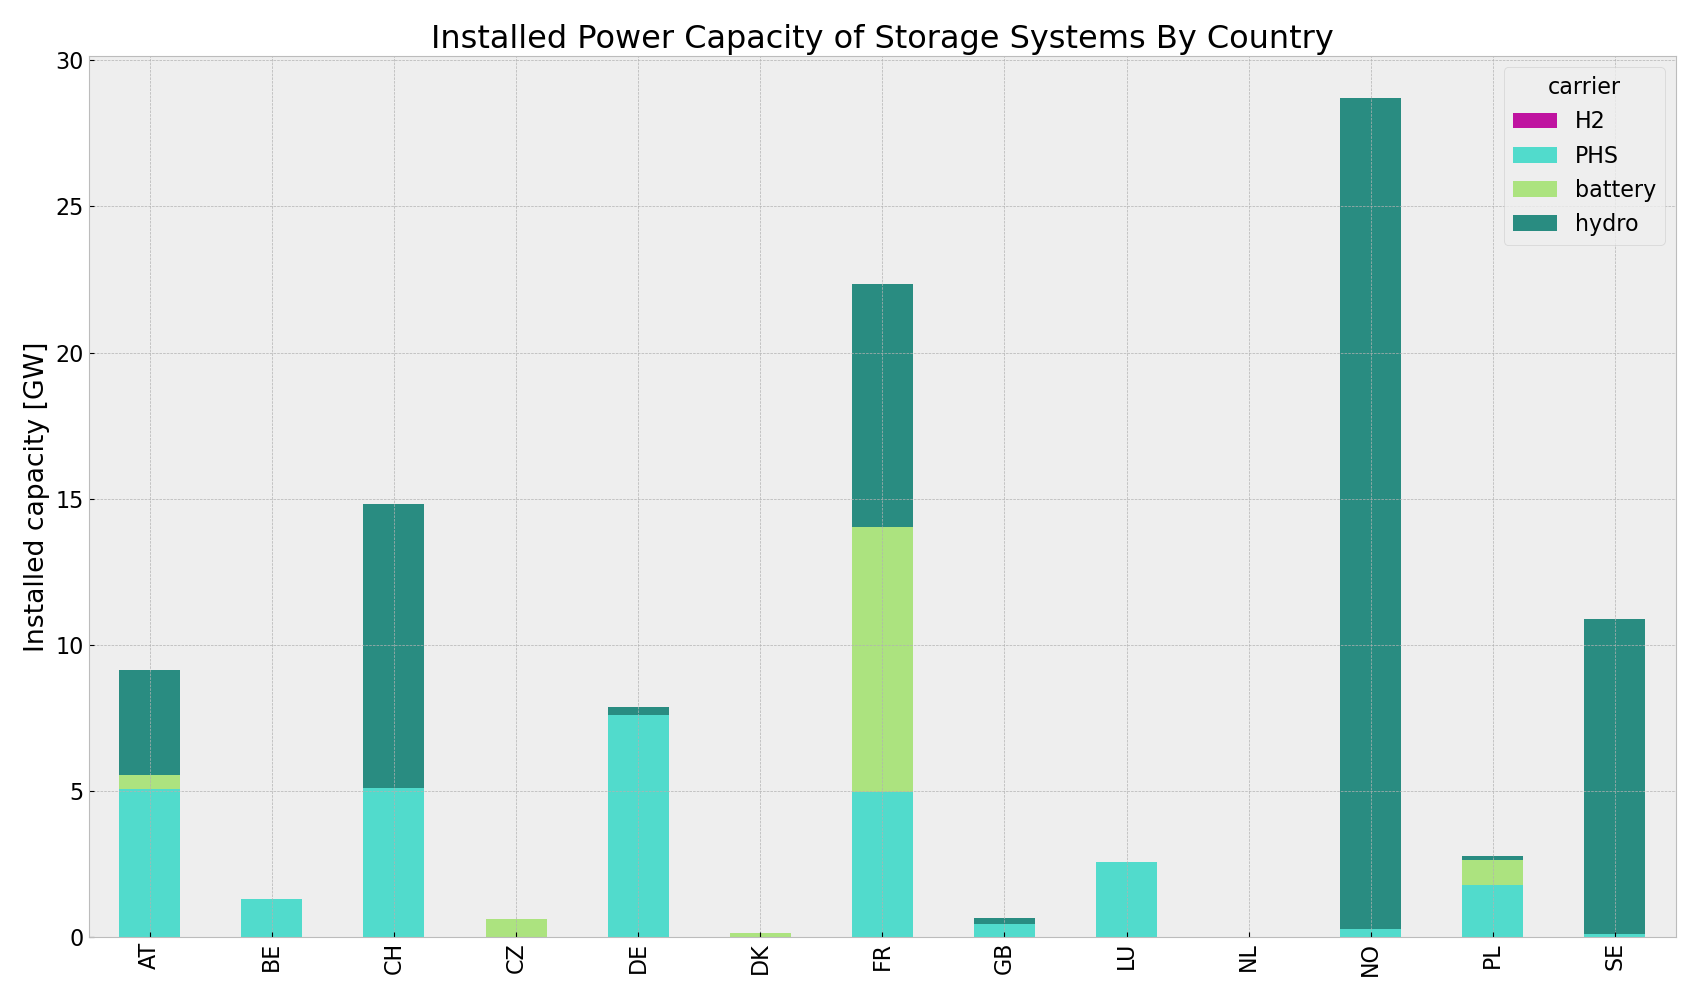 Installed Power Capacity of Storage Systems By Country
Installed capacity [GW]
30
25
20
15
10
5
0
carrier
H2
PHS
battery
hydro
AT
BE
CH
CZ
DE
DK
FR
GB
LU
NL
NO
PL
SE